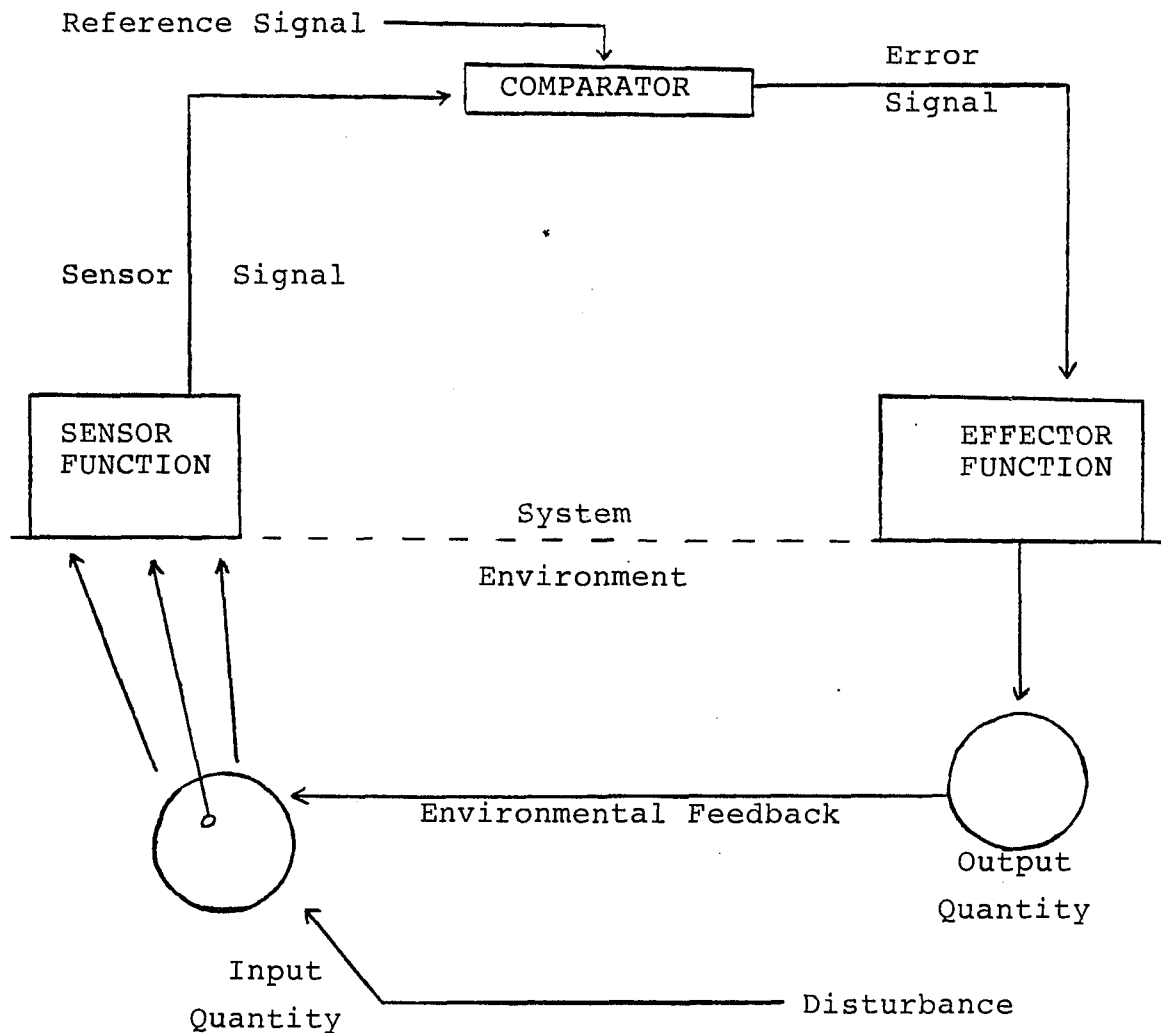 Reference Signal
COMPARATOR
Error
Signal
Sensor Signal
SENSOR
FUNCTION
EFFECTOR
FUNCTION
System
Environment
Environmental Feedback
Output
Quantity
Input
Quantity
Disturbance